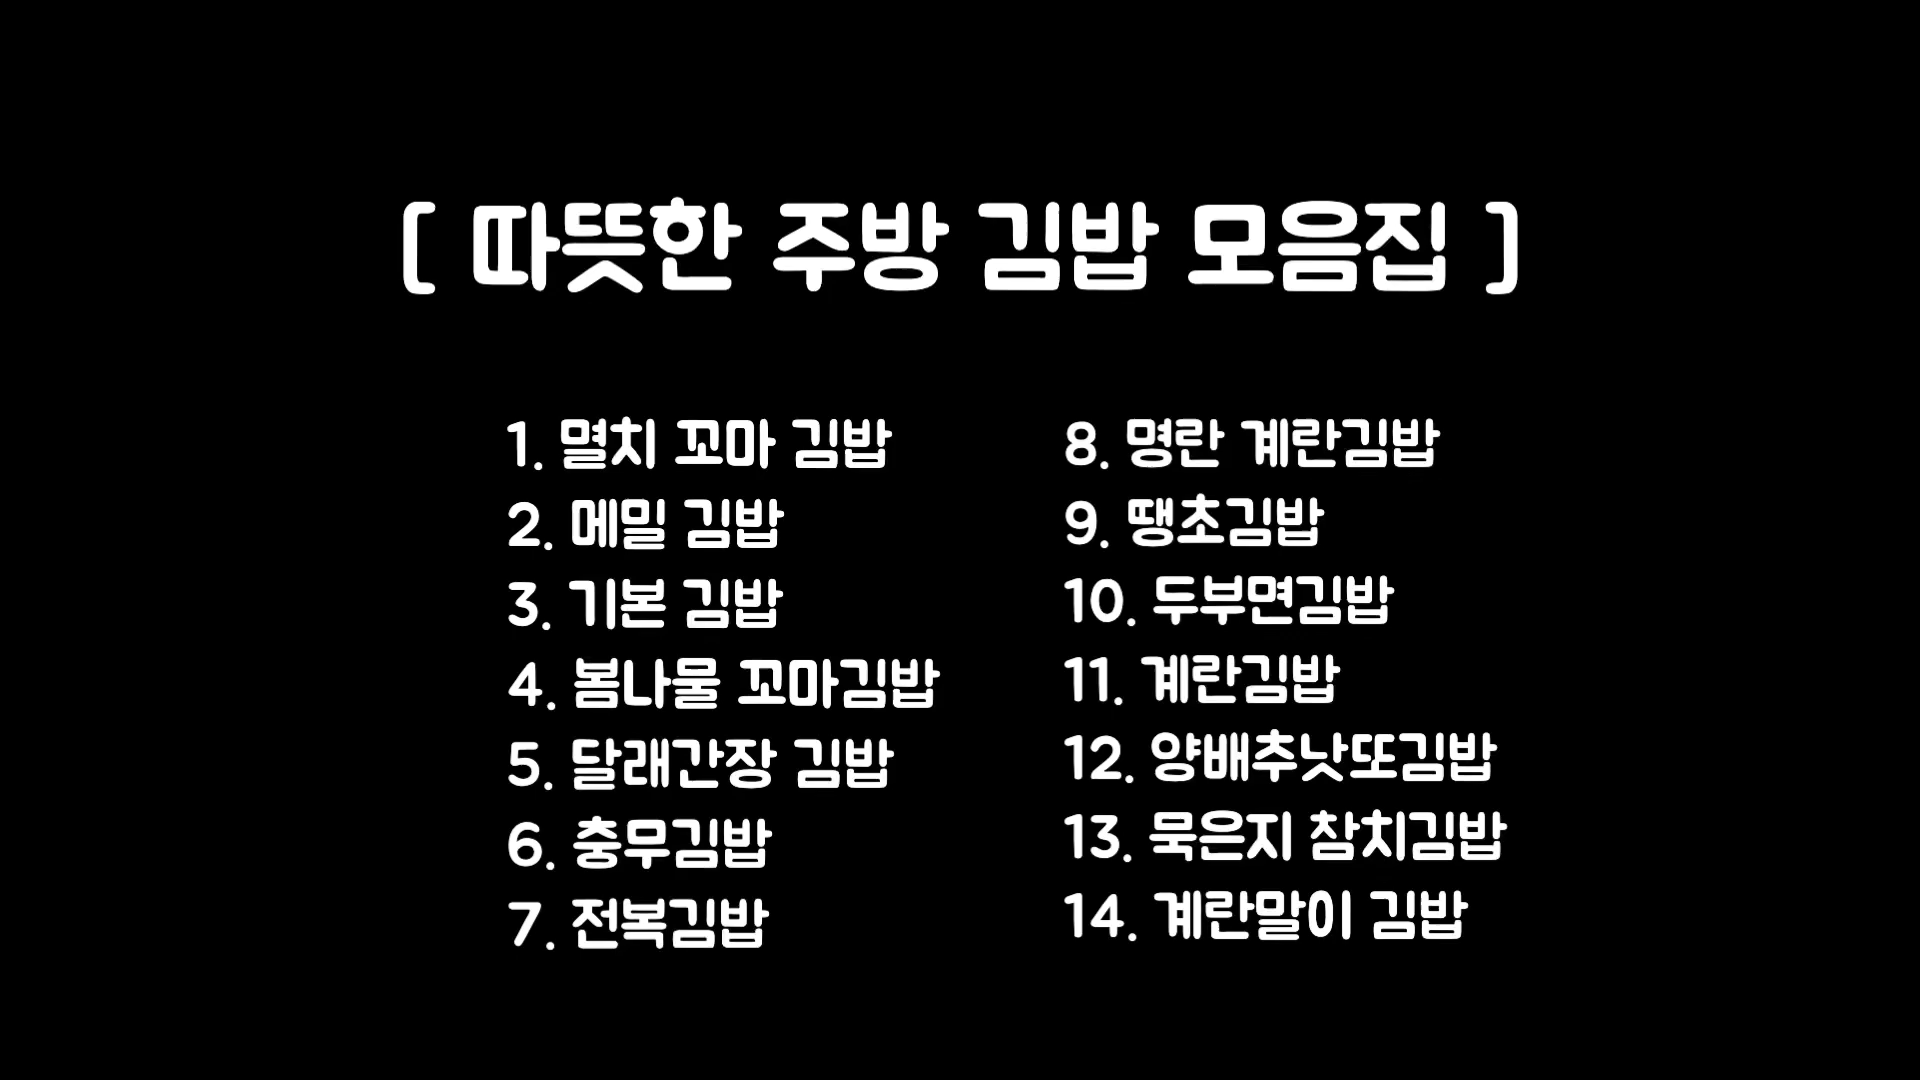 [ 따뜻한 주방 김밥 모음집 ]
1. 멸치 꼬마 김밥
2. 메밀 김밥
3. 기본 김밥
4. 봄나물 꼬마김밥
5. 달래간장 김밥
6. 충무김밥
7. 전복김밥
8. 명란 계란김밥
9. 땡초김밥
10. 두부면김밥
11. 계란김밥
12. 양배추낫또김밥
13. 묵은지 참치김밥
14. 계란말이 김밥